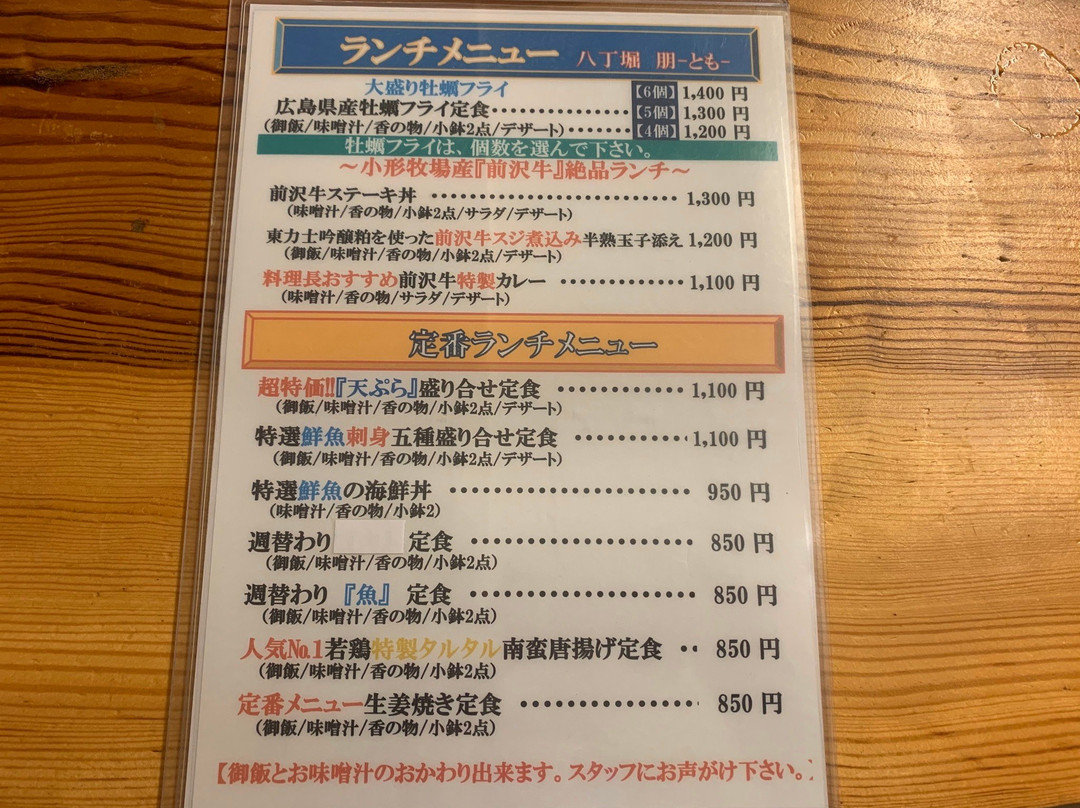 ランチメニュー 八丁堀 朋-とも-
大盛り牡蠣フライ 【6個】 1,400 円
広島県産牡蠣フライ定食・・・・・・・・・・・・【5個】 1,300 円
(御飯/味噌汁/香の物/小鉢2点/デザート)・・・・・・【4個】 1,200 円
牡蠣フライは、個数を選んで下さい。
～小形牧場産『前沢牛』絶品ランチ～
前沢牛ステーキ丼 ・・・・・・・・・・・・・・・・・・・・・・ 1,300 円
(味噌汁/香の物/小鉢2点/サラダ/デザート)
東力士吟醸粕を使った前沢牛スジ煮込み半熟玉子添え 1,200 円
(御飯/味噌汁/香の物/小鉢2点/デザート)
料理長おすすめ前沢牛特製カレー ・・・・・・・・・・・ 1,100 円
(味噌汁/香の物/サラダ/デザート)
定番ランチメニュー
超特価!!『天ぷら』盛り合せ定食 ・・・・・・・・・・・・ 1,100 円
(御飯/味噌汁/香の物/小鉢2点/デザート)
特選鮮魚刺身五種盛り合せ定食 ・・・・・・・・・・ 1,100 円
(御飯/味噌汁/香の物/小鉢2点/デザート)
特選鮮魚の海鮮丼 ・・・・・・・・・・・・・・・・・・・・ 950 円
(味噌汁/香の物/小鉢2)
週替わり 定食 ・・・・・・・・・・・・・・・・・・ 850 円
(御飯/味噌汁/香の物/小鉢2点)
週替わり 『魚』 定食 ・・・・・・・・・・・・・・・・・・ 850 円
(御飯/味噌汁/香の物/小鉢2点)
人気№1若鶏特製タルタル南蛮唐揚げ定食 ・・ 850 円
(御飯/味噌汁/香の物/小鉢2点)
定番メニュー生姜焼き定食 ・・・・・・・・・・・・・・ 850 円
(御飯/味噌汁/香の物/小鉢2点)
【御飯とお味噌汁のおかわり出来ます。スタッフにお声がけ下さい。】